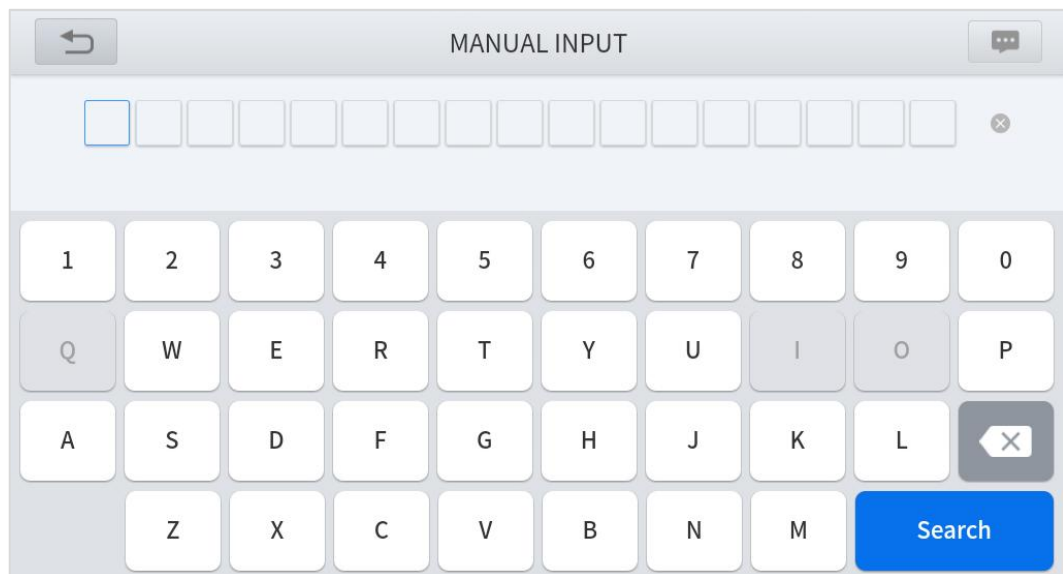 MANUAL INPUT
1 2 3 4 5 6 7 8 9 0
Q W E R T Y U I O P
A S D F G H J K L
Z X C V B N M Search